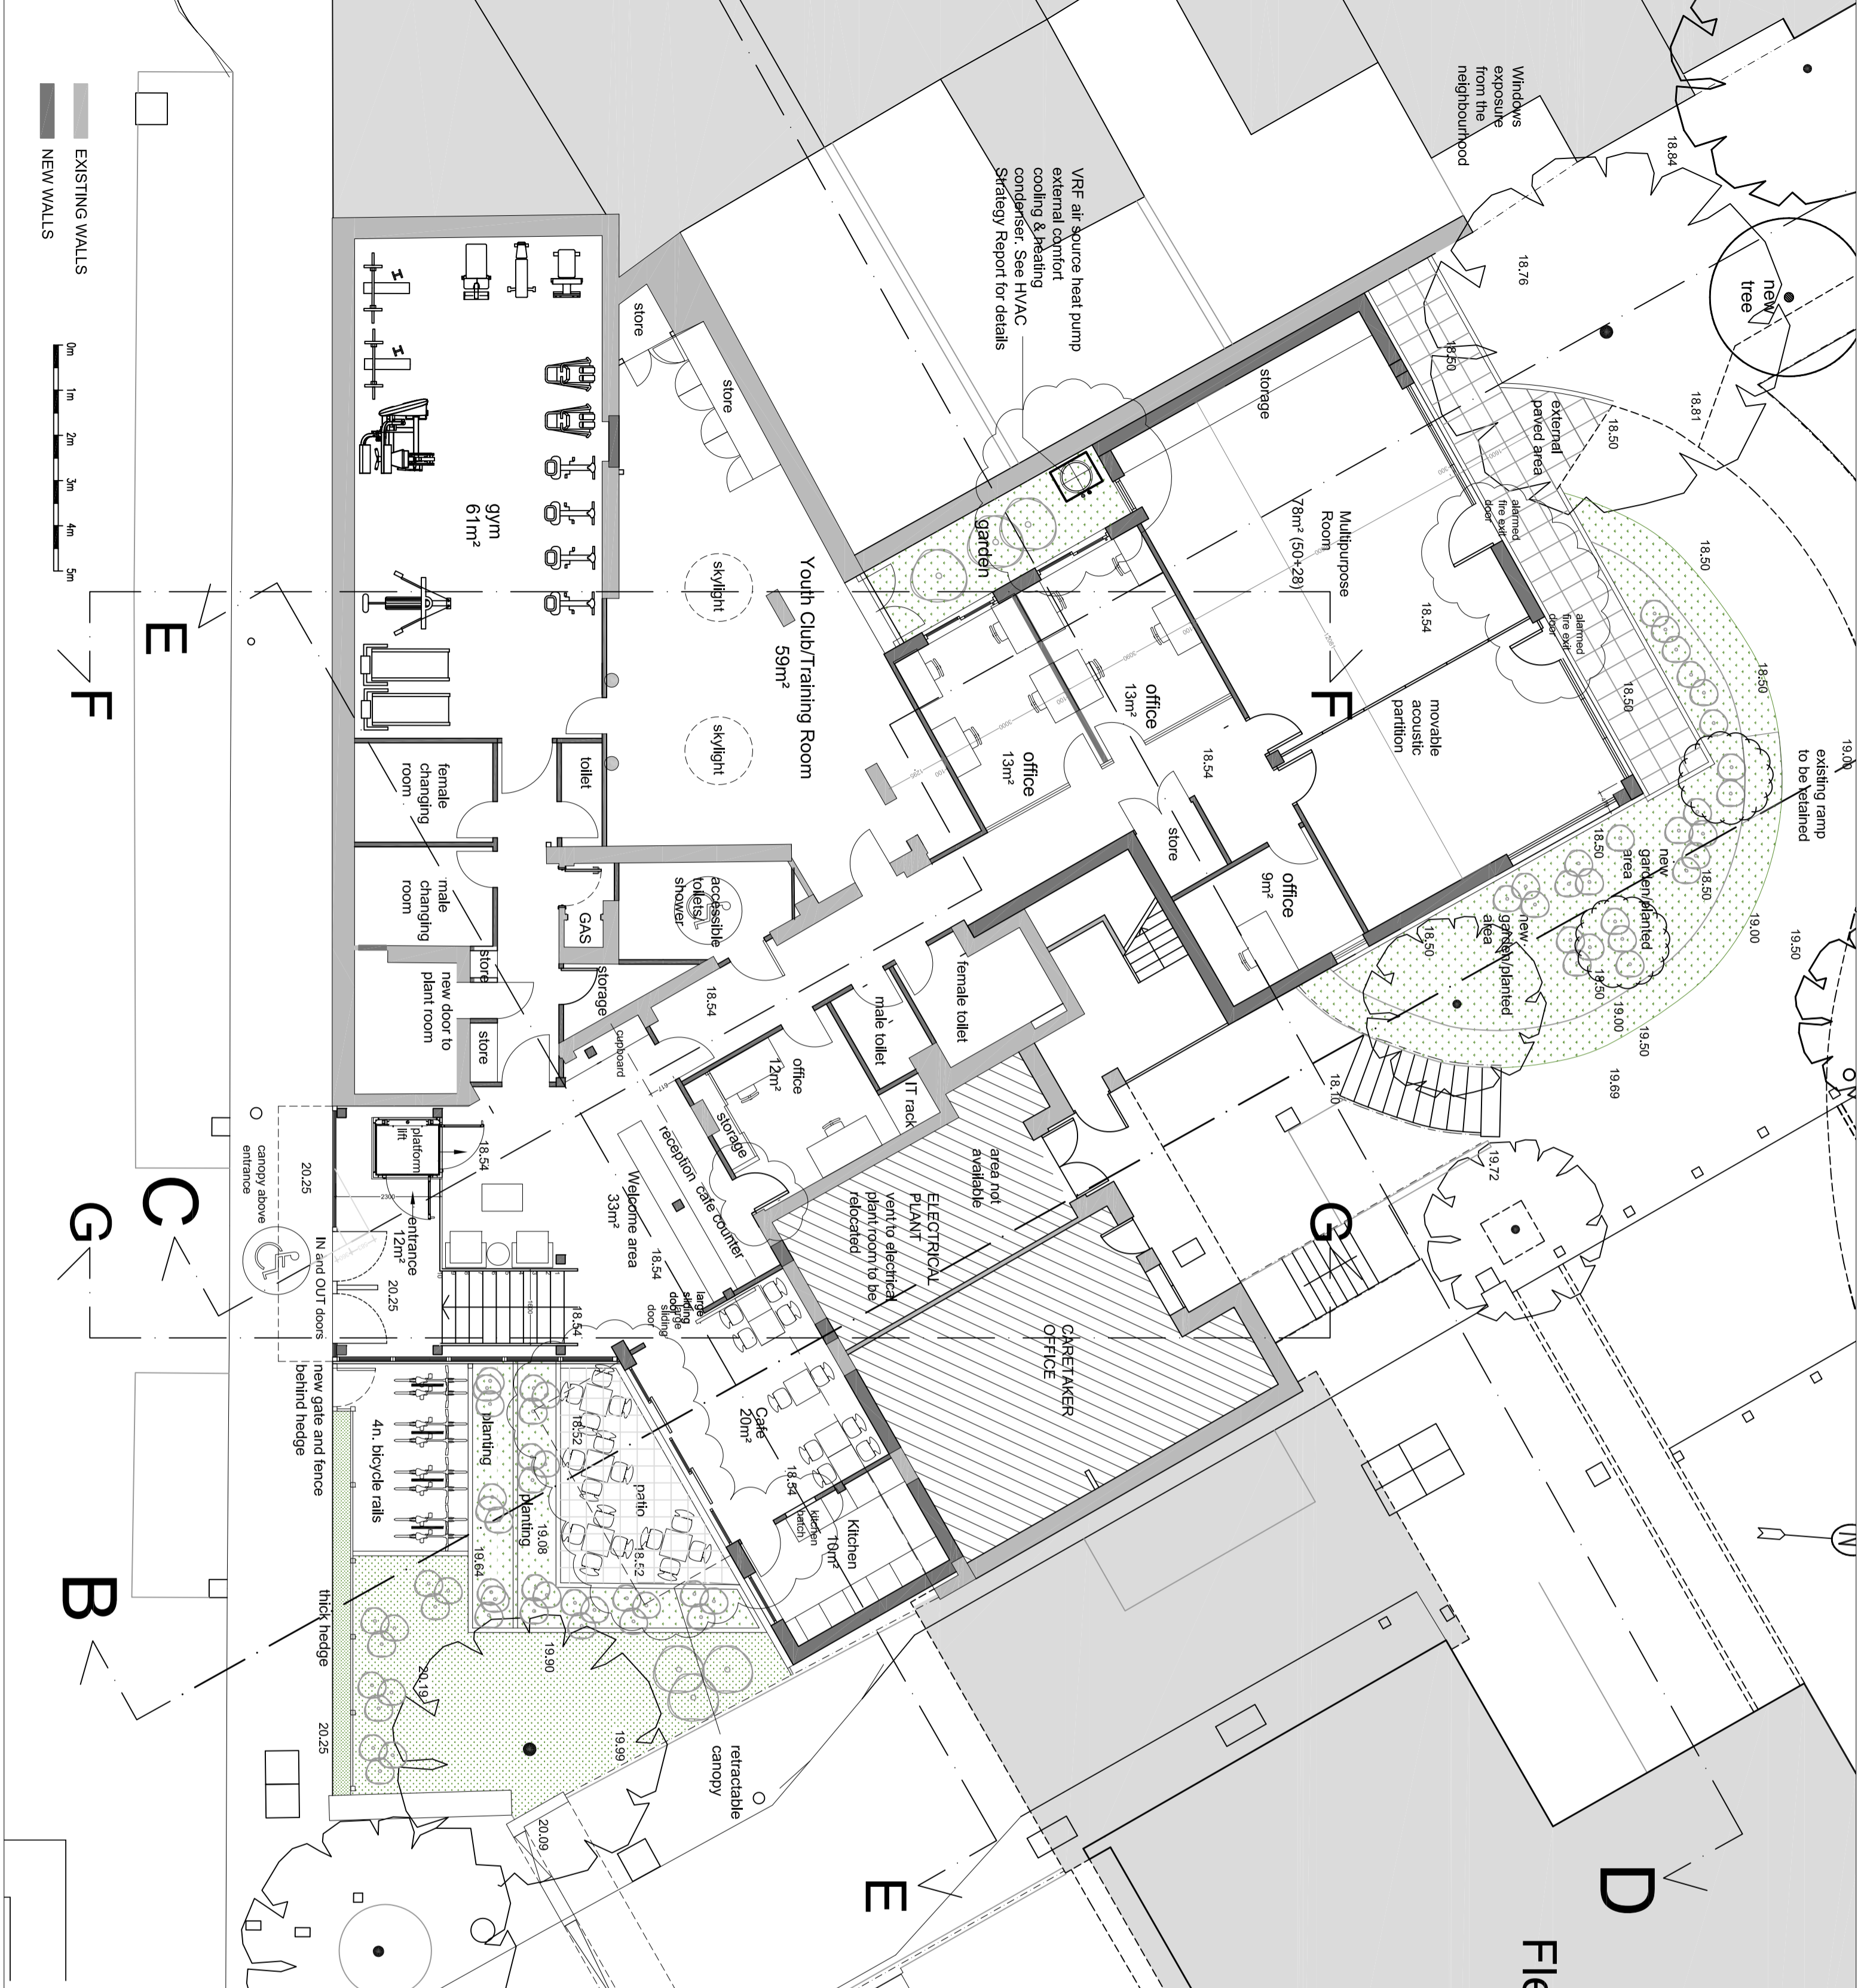 Windows
exposure
from the
neighbourhood
18.84
18.76
new
tree
18.81
18.50
18.50
external
paved area
alarmed
fire exit
door
alarmed
fire exit
door
18.50
18.50
18.50
19.00
existing ramp
to be retained
VRF air source heat pump
external comfort
cooling & heating
condenser. See HVAC
Strategy Report for details
storage
Multipurpose
Room
78m² (50+28)
18.54
movable
acoustic
partition
F
garden
office
13m²
office
13m²
18.54
store
office
9m²
new
garden/planted
area
18.50
18.50
new
garden/planted
area
18.50
18.50
19.00
19.50
19.00
19.50
19.69
18.10
19.72
store
store
Youth Club/Training Room
59m²
skylight
skylight
gym
61m²
toilet
female
changing
room
male
changing
room
GAS
accessible
toilets/
shower
store
storage
new door to
plant room
store
18.54
cupboard
617
female toilet
male toilet
IT rack
office
12m²
storage
reception
cafe counter
Welcome area
33m²
18.54
platform
lift
18.54
2300
entrance
12m²
20.25
20.25
IN and OUT doors
canopy above
entrance
18.54
large
sliding
door
large
sliding
door
area not
available
ELECTRICAL
PLANT
vent to electrical
plant room to be
relocated
CARETAKER
OFFICE
G
Cafe
20m²
18.54
kitchen
hatch
Kitchen
10m²
patio
18.52
18.52
planting
planting
19.08
19.64
4n. bicycle rails
new gate and fence
behind hedge
thick hedge
19.90
20.19
20.25
19.99
20.09
retractable
canopy
EXISTING WALLS
NEW WALLS
0m
1m
2m
3m
4m
5m
E
F
C
G
B
E
D
N
Fle